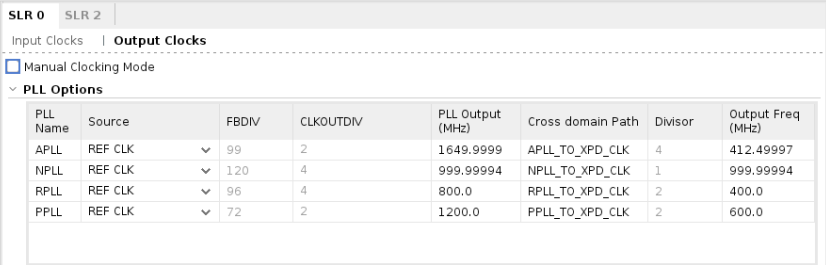 SLR 0 SLR 2
Input Clocks | Output Clocks
Manual Clocking Mode
PLL Options
PLL Name Source FBDIV CLKOUTDIV PLL Output (MHz) Cross domain Path Divisor Output Freq (MHz)
APLL REF CLK 99 2 1649.9999 APLL_TO_XPD_CLK 4 412.49997
NPLL REF CLK 120 4 999.99994 NPLL_TO_XPD_CLK 1 999.99994
RPLL REF CLK 96 4 800.0 RPLL_TO_XPD_CLK 2 400.0
PPLL REF CLK 72 2 1200.0 PPLL_TO_XPD_CLK 2 600.0